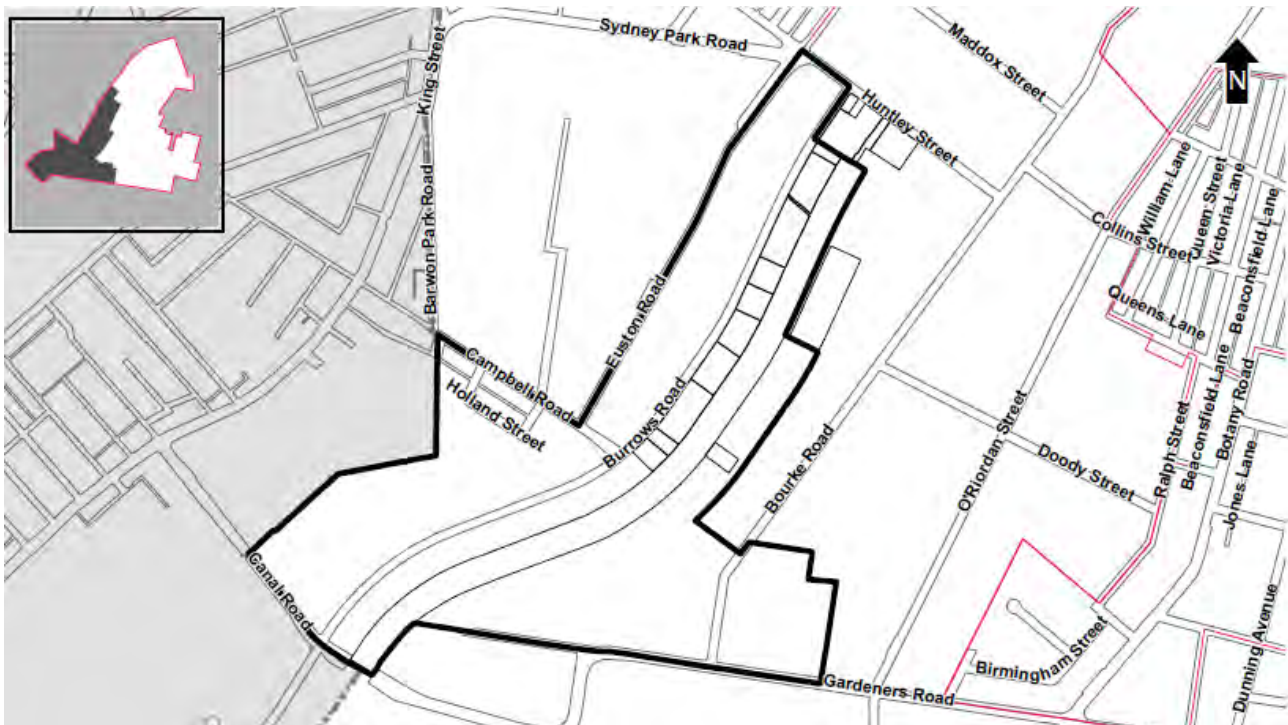 Sydney Park Road
Maddox Street
King Street
N
Huntley Street
William Lane
Queen Street
Victoria Lane
Beaconsfield Lane
Collins Street
Barwon Park Road
Queens Lane
Euston Road
Campbell Road
Holland Street
Burrows Road
Beaconsfield Lane
Botany Road
Ralph Street
Bourke Road
O'Riordan Street
Doody Street
Jones Lane
Canal Road
Birmingham Street
Gardeners Road
Dunning Avenue